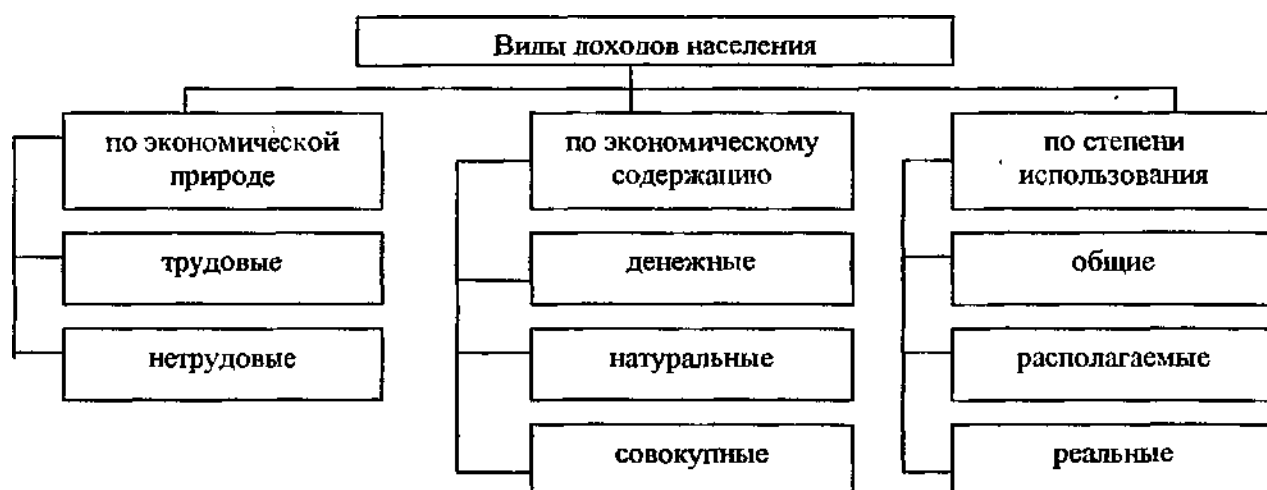 Виды доходов населения
по экономической
природе
трудовые
нетрудовые
по экономическому
содержанию
денежные
натуральные
совокупные
по степени
использования
общие
располагаемые
реальные